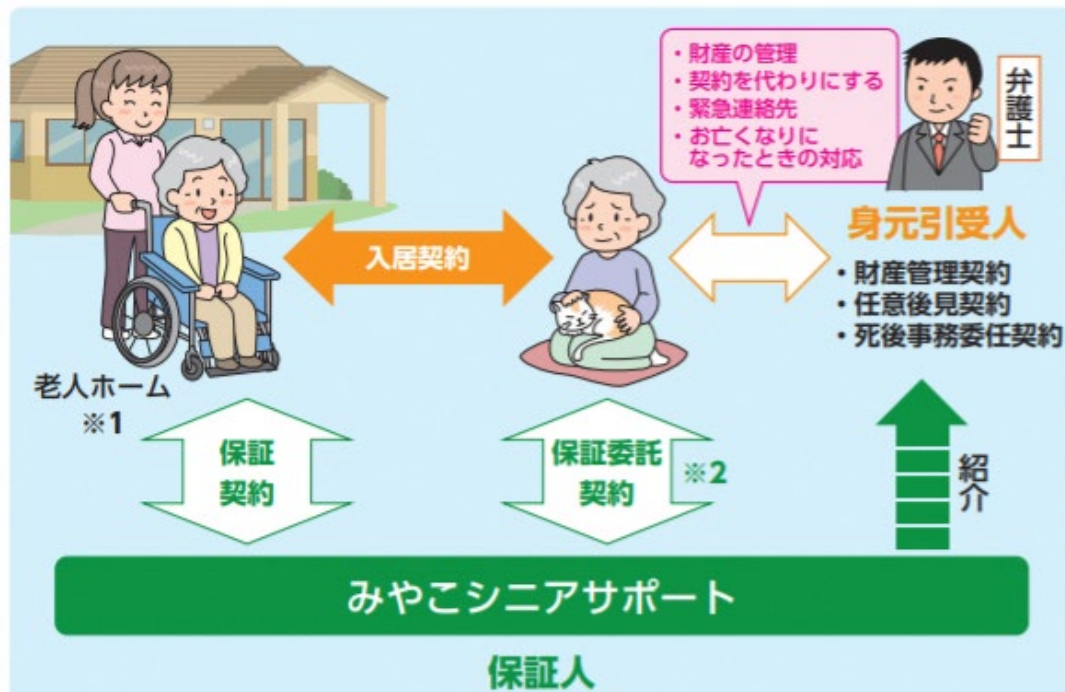 ・財産の管理
・契約を代わりにする
・緊急連絡先
・お亡くなりに
なったときの対応
弁護士
身元引受人
・財産管理契約
・任意後見契約
・死後事務委任契約
入居契約
老人ホーム
※1
保証
契約
保証委託
契約
※2
紹介
みやこシニアサポート
保証人